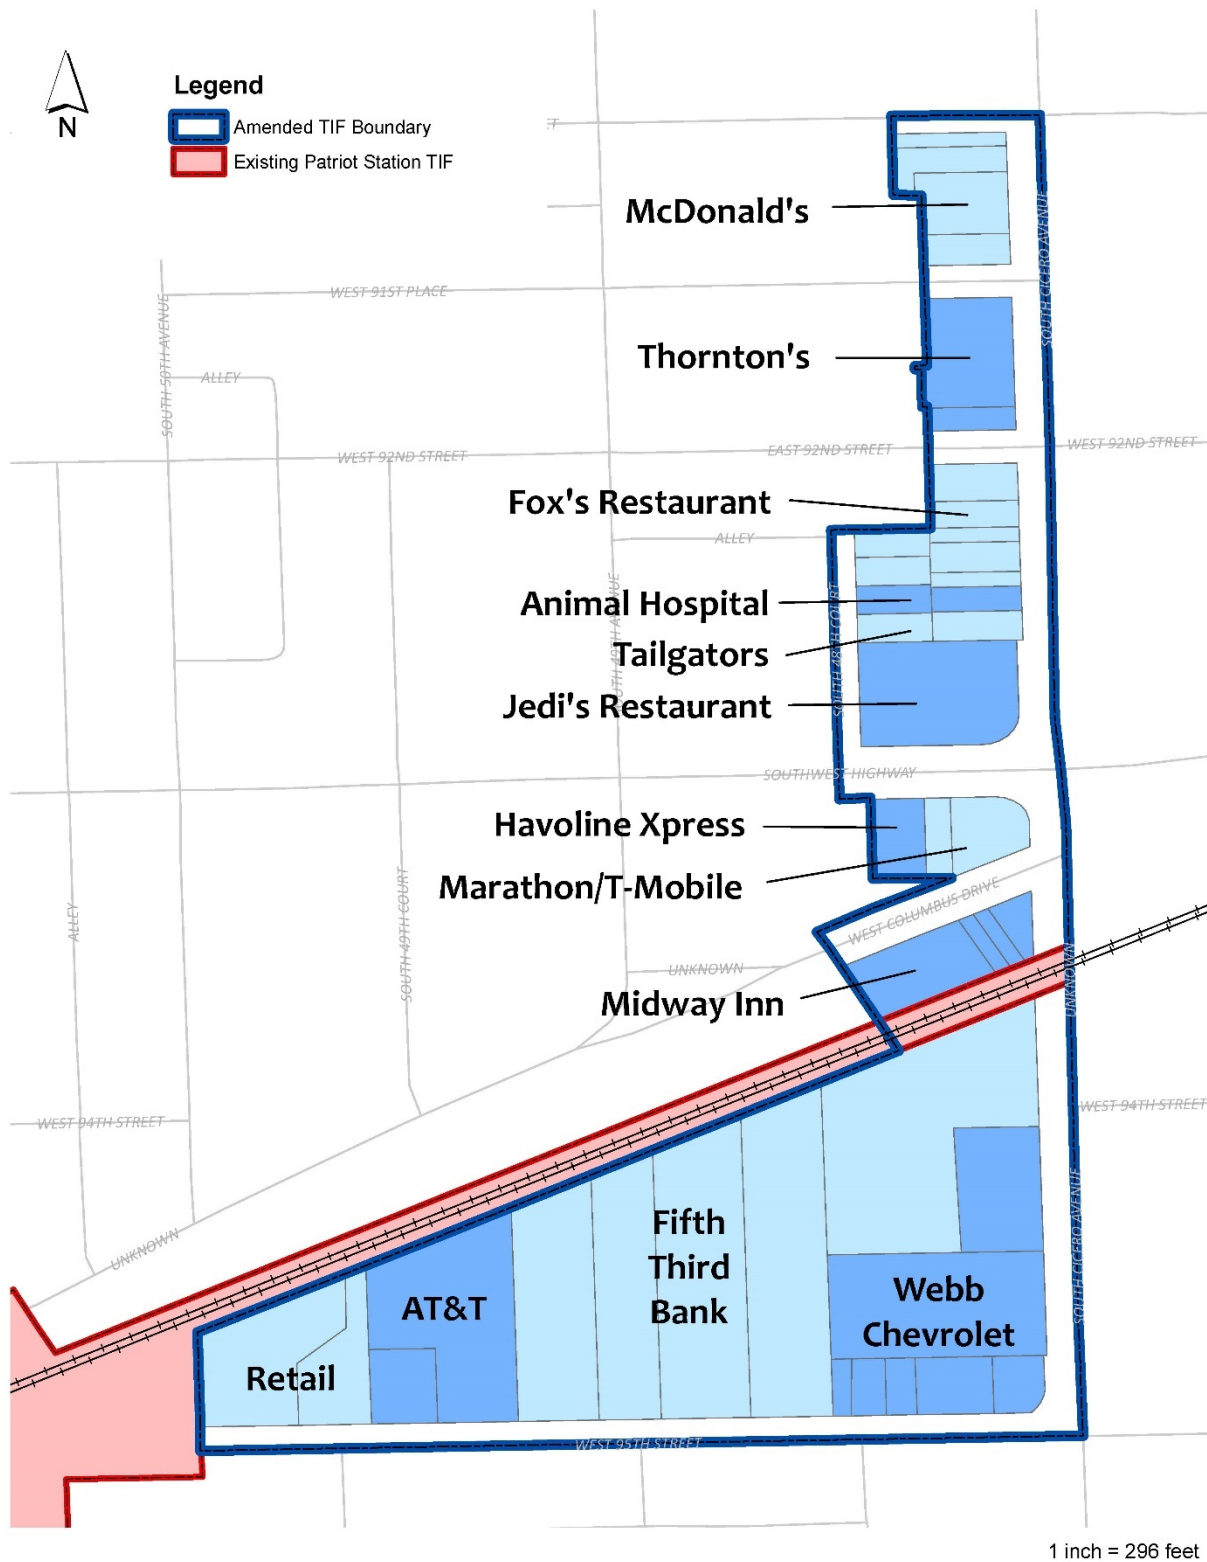 Legend
Amended TIF Boundary
Existing Patriot Station TIF
N
ET
McDonald's
SOUTH CICERO AVENUE
WEST 91ST PLACE
SOUTH 50TH AVENUE
Thornton's
ALLEY
WEST 92ND STREET
EAST 92ND STREET
WEST 92ND STREET
Fox's Restaurant
ALLEY
Animal Hospital
SOUTH 49TH AVENUE
SOUTH 48TH COURT
Tailgators
Jedi's Restaurant
SOUTHWEST HIGHWAY
Havoline Xpress
Marathon/T-Mobile
ALLEY
SOUTH 49TH COURT
WEST COLUMBUS DRIVE
UNKNOWN
UNKNOWN
Midway Inn
WEST 94TH STREET
WEST 94TH STREET
UNKNOWN
Fifth
Third
Bank
AT&T
Webb
Chevrolet
SOUTH CICERO AVENUE
Retail
WEST 95TH STREET
1 inch = 296 feet